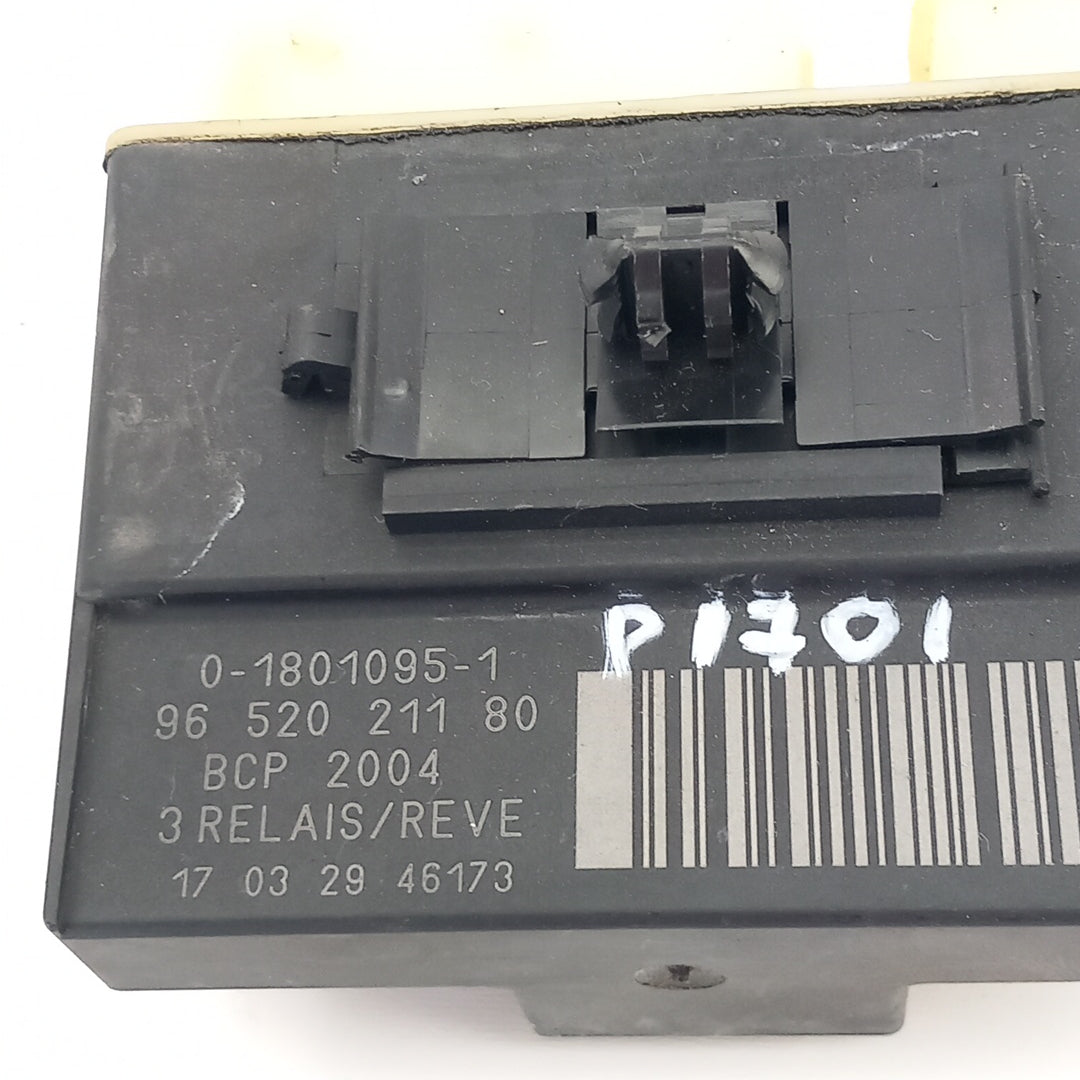 P1701
0-1801095-1
96 520 211 80
BCP 2004
3 RELAIS/REVE
17 03 29 46173